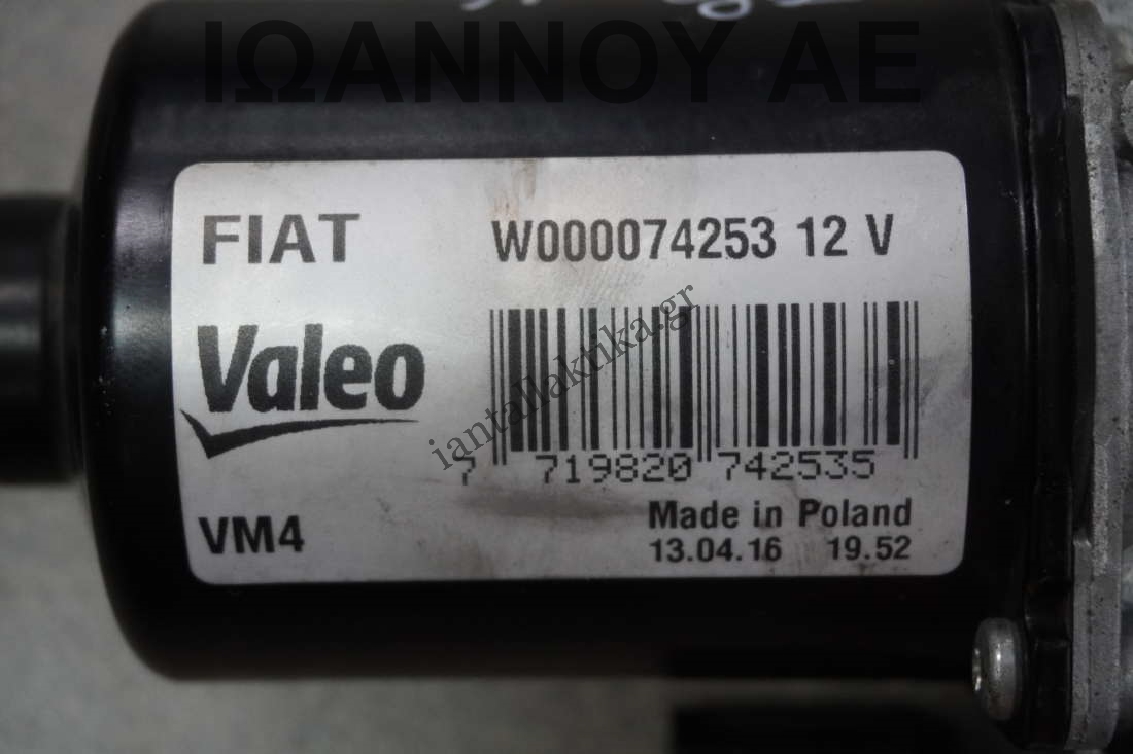 ΙΩΑΝΝΟΥ ΑΕ
FIAT W000074253 12 V
Valeo
iantallaktika.gr
7 719820 742535
VM4
Made in Poland
13.04.16 19.52